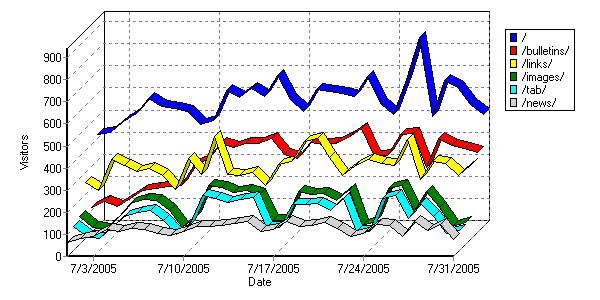 900
800
700
600
500
400
300
200
100
0
Visitors
7/3/2005
7/10/2005
7/17/2005
7/24/2005
7/31/2005
Date
/
/bulletins/
/links/
/images/
/tab/
/news/